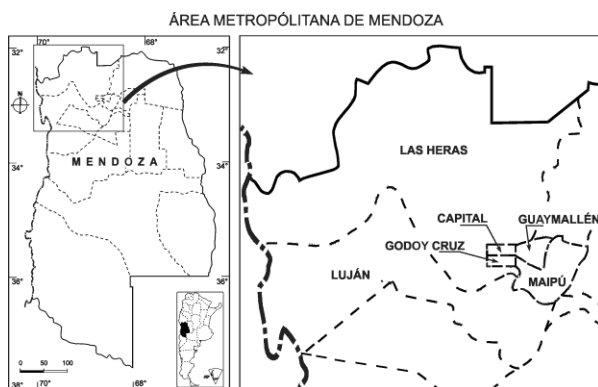 ÁREA METROPÓLITANA DE MENDOZA
70° 68°
32°
32°
N
34°
34°
MENDOZA
36°
36°
0 50 100
38°
70° 68°
LAS HERAS
CAPITAL GUAYMALLÉN
GODOY CRUZ
LUJÁN
MAIPÚ